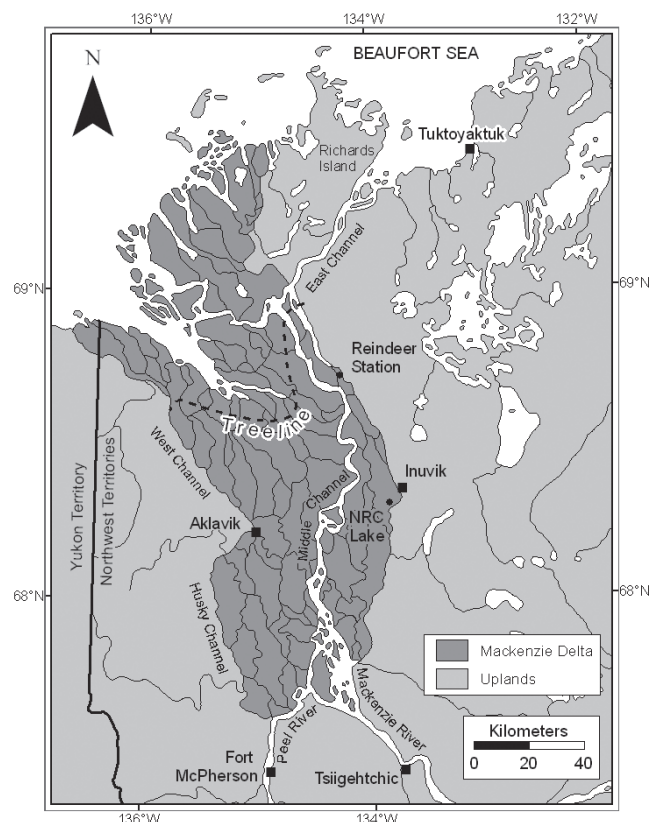 136°W
134°W
132°W
BEAUFORT SEA
N
Tuktoyaktuk
Richards
Island
East Channel
69°N
69°N
Reindeer
Station
Treeline
West Channel
Inuvik
Yukon Territory
Northwest Territories
Channel
Middle
NRC
Lake
Aklavik
68°N
68°N
Husky Channel
Mackenzie Delta
Uplands
Mackenzie River
Peel River
Kilometers
0 20 40
Fort
McPherson
Tsiigehtchic
136°W
134°W
132°W